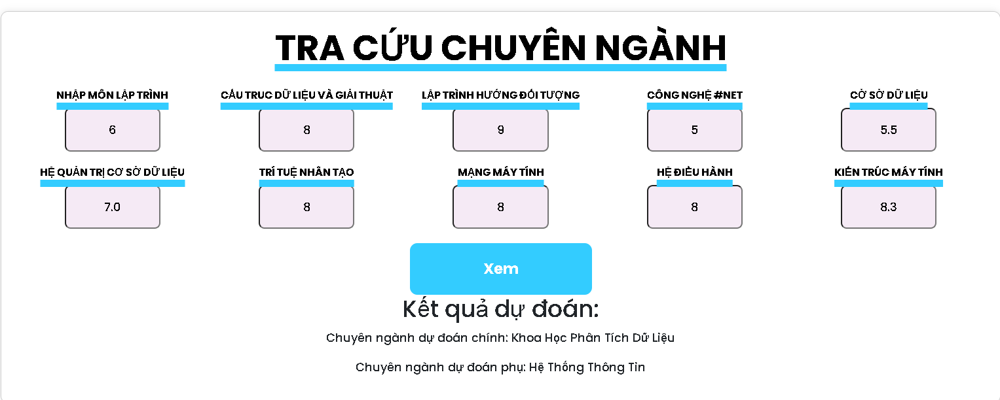 TRA CỨU CHUYÊN NGÀNH
NHẬP MÔN LẬP TRÌNH
CẤU TRUC DỮ LIỆU VÀ GIẢI THUẬT
LẬP TRÌNH HƯỚNG ĐỐI TƯỢNG
CÔNG NGHỆ #NET
CỞ SỞ DỮ LIỆU
6
8
9
5
5.5
HỆ QUẢN TRỊ CƠ SỞ DỮ LIỆU
TRÍ TUỆ NHÂN TẠO
MẠNG MÁY TÍNH
HỆ ĐIỀU HÀNH
KIẾN TRÚC MÁY TÍNH
7.0
8
8
8
8.3
Xem
Kết quả dự đoán:
Chuyên ngành dự đoán chính: Khoa Học Phân Tích Dữ Liệu
Chuyên ngành dự đoán phụ: Hệ Thống Thông Tin